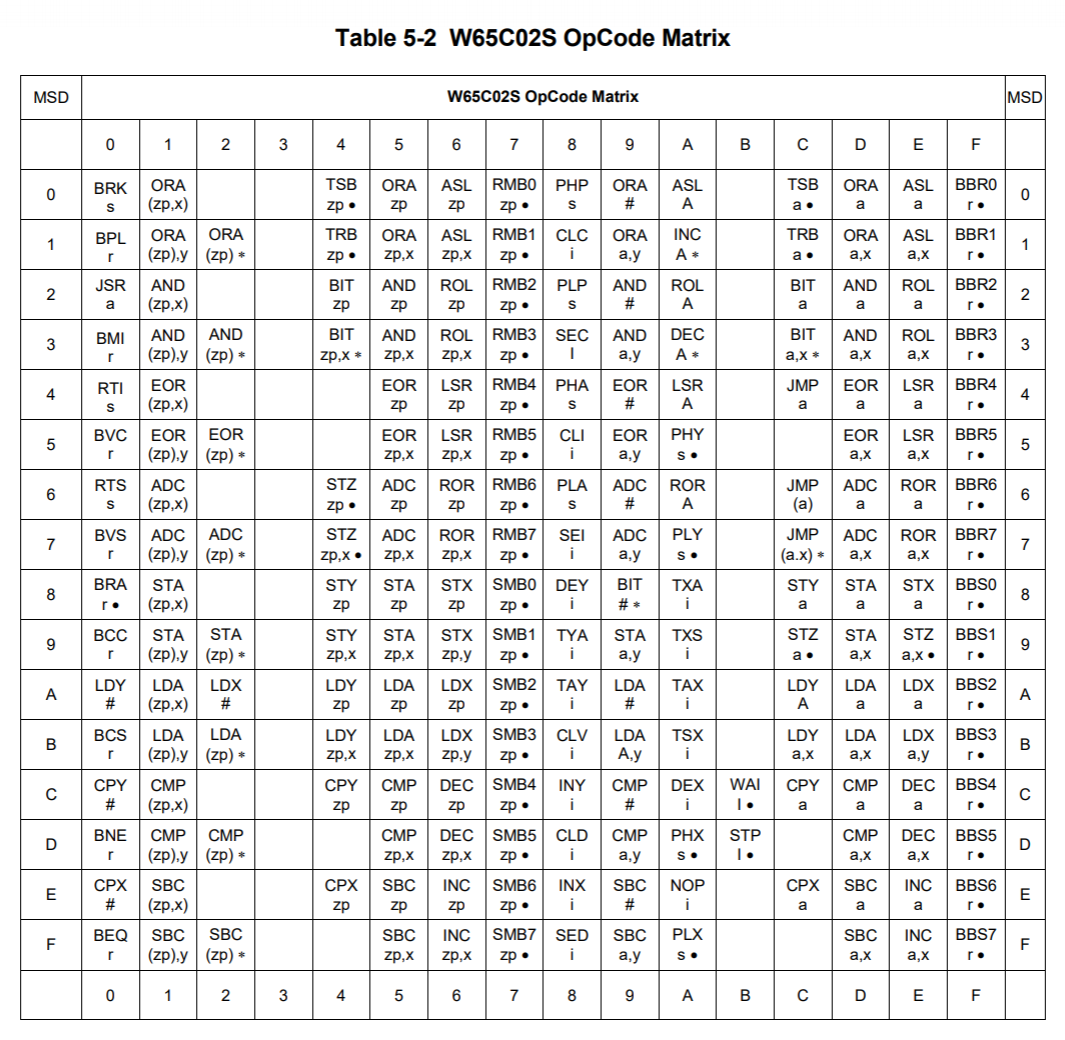 Table 5-2 W65C02S OpCode Matrix
MSD W65C02S OpCode Matrix MSD
0 1 2 3 4 5 6 7 8 9 A B C D E F
0 BRK ORA TSB ORA ASL RMB0 PHP ORA ASL TSB ORA ASL BBR0 0
s (zp,x) zp • zp zp zp • s # A a • a a r •
1 BPL ORA ORA TRB ORA ASL RMB1 CLC ORA INC TRB ORA ASL BBR1 1
r (zp),y (zp) * zp • zp,x zp,x zp • i a,y A * a • a,x a,x r •
2 JSR AND BIT AND ROL RMB2 PLP AND ROL BIT AND ROL BBR2 2
a (zp,x) zp zp zp zp • s # A a a a r •
3 BMI AND AND BIT AND ROL RMB3 SEC AND DEC BIT AND ROL BBR3 3
r (zp),y (zp) * zp,x * zp,x zp,x zp • I a,y A * a,x * a,x a,x r •
4 RTI EOR EOR LSR RMB4 PHA EOR LSR JMP EOR LSR BBR4 4
s (zp,x) zp zp zp • s # A a a a r •
5 BVC EOR EOR EOR LSR RMB5 CLI EOR PHY EOR LSR BBR5 5
r (zp),y (zp) * zp,x zp,x zp • i a,y s • a,x a,x r •
6 RTS ADC STZ ADC ROR RMB6 PLA ADC ROR JMP ADC ROR BBR6 6
s (zp,x) zp • zp zp zp • s # A (a) a a r •
7 BVS ADC ADC STZ ADC ROR RMB7 SEI ADC PLY JMP ADC ROR BBR7 7
r (zp),y (zp) * zp,x • zp,x zp,x zp • i a,y s • (a.x) * a,x a,x r •
8 BRA STA STY STA STX SMB0 DEY BIT TXA STY STA STX BBS0 8
r • (zp,x) zp zp zp zp • i # * i a a a r •
9 BCC STA STA STY STA STX SMB1 TYA STA TXS STZ STA STZ BBS1 9
r (zp),y (zp) * zp,x zp,x zp,y zp • i a,y i a • a,x a,x • r •
A LDY LDA LDX LDY LDA LDX SMB2 TAY LDA TAX LDY LDA LDX BBS2 A
# (zp,x) # zp zp zp zp • i # i A a a r •
B BCS LDA LDA LDY LDA LDX SMB3 CLV LDA TSX LDY LDA LDX BBS3 B
r (zp),y (zp) * zp,x zp,x zp,y zp • i A,y i a,x a,x a,y r •
C CPY CMP CPY CMP DEC SMB4 INY CMP DEX WAI CPY CMP DEC BBS4 C
# (zp,x) zp zp zp zp • i # i I • a a a r •
D BNE CMP CMP CMP DEC SMB5 CLD CMP PHX STP CMP DEC BBS5 D
r (zp),y (zp) * zp,x zp,x zp • i a,y s • I • a,x a,x r •
E CPX SBC CPX SBC INC SMB6 INX SBC NOP CPX SBC INC BBS6 E
# (zp,x) zp zp zp zp • i # i a a a r •
F BEQ SBC SBC SBC INC SMB7 SED SBC PLX SBC INC BBS7 F
r (zp),y (zp) * zp,x zp,x zp • i a,y s • a,x a,x r •
0 1 2 3 4 5 6 7 8 9 A B C D E F